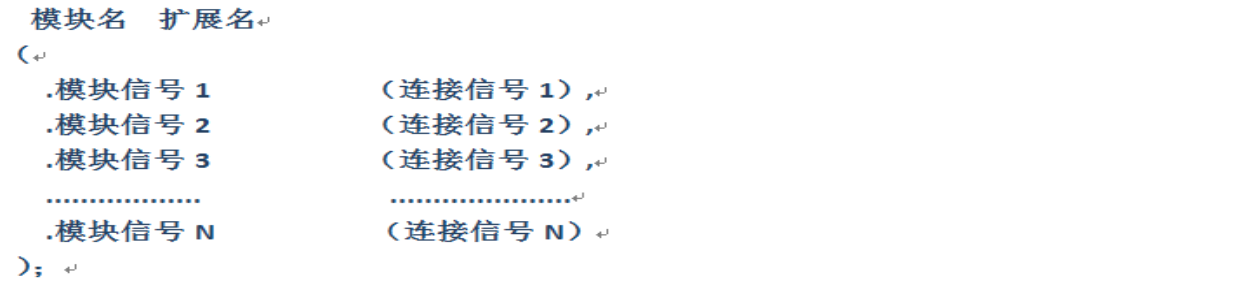 模块名 扩展名
(
.模块信号 1 （连接信号 1）,
.模块信号 2 （连接信号 2）,
.模块信号 3 （连接信号 3）,
.................. .....................
.模块信号 N （连接信号 N）
);